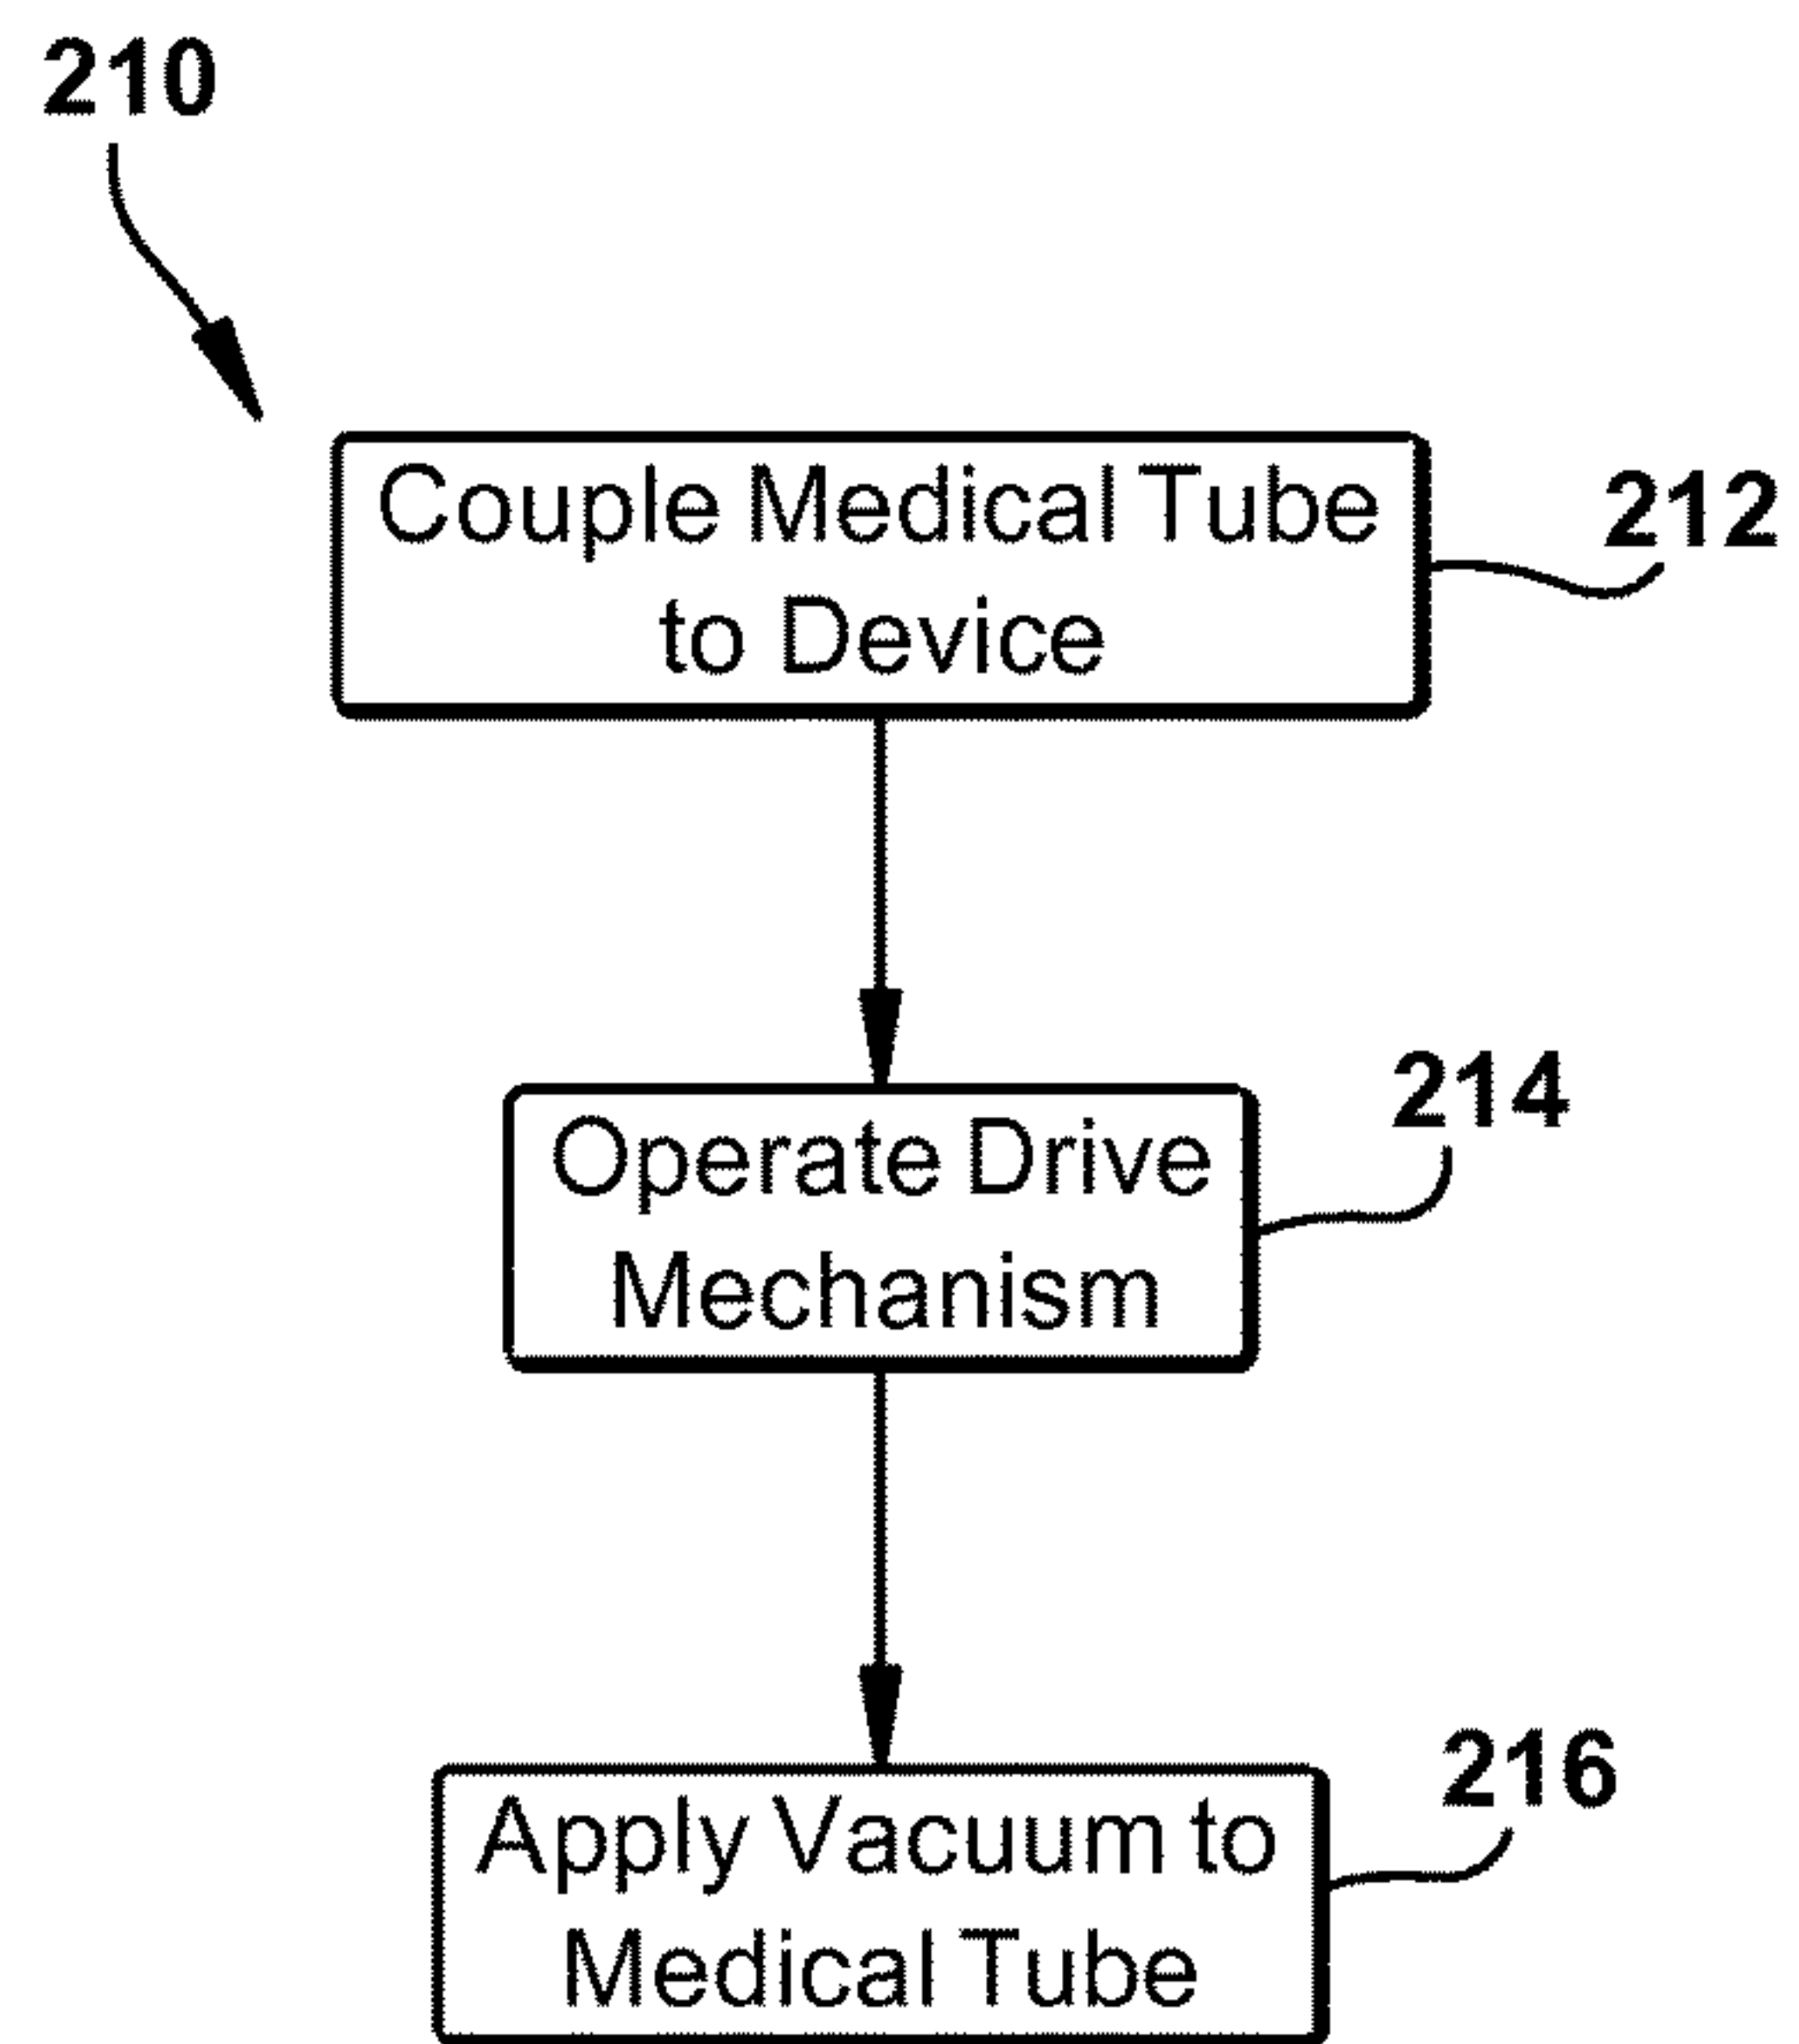 210
Couple Medical Tube
to Device
212
Operate Drive
Mechanism
214
Apply Vacuum to
Medical Tube
216